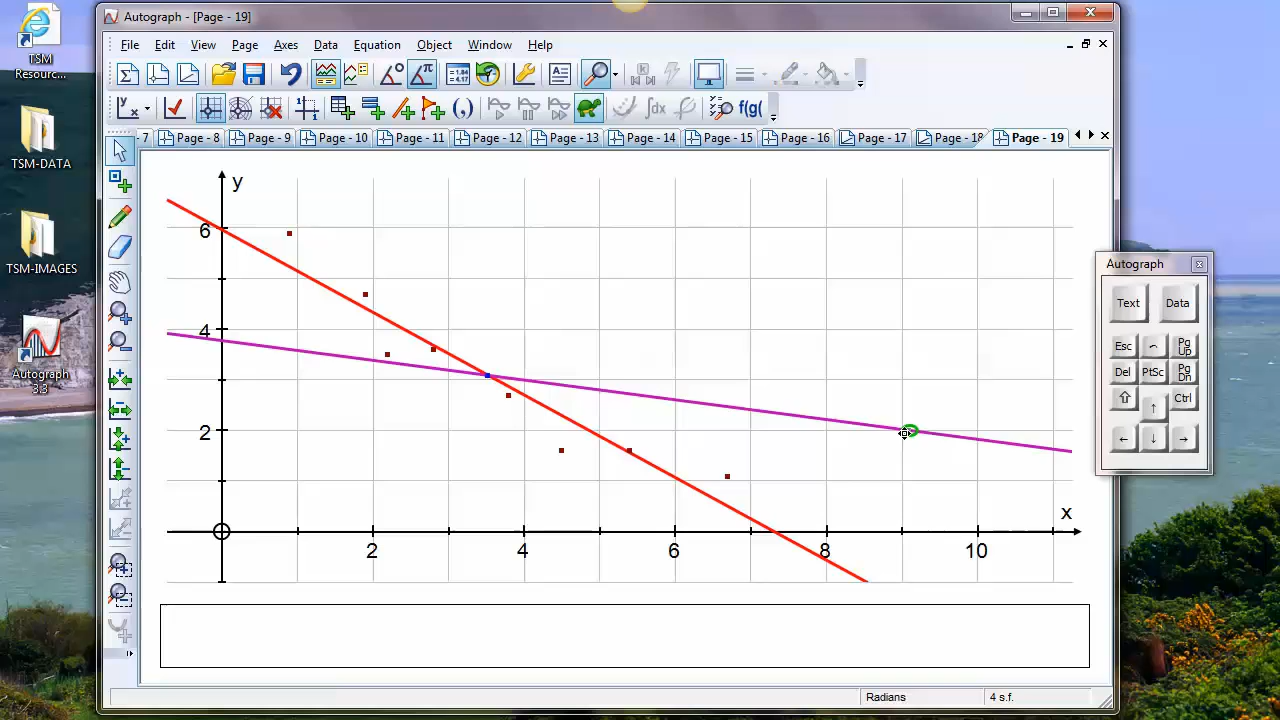 TSM
Resourc...
TSM-DATA
TSM-IMAGES
Autograph
3.3
Autograph - [Page - 19]
File Edit View Page Axes Data Equation Object Window Help
f(g(
7 Page - 8 Page - 9 Page - 10 Page - 11 Page - 12 Page - 13 Page - 14 Page - 15 Page - 16 Page - 17 Page - 18 Page - 19
y
6
4
2
x
2 4 6 8 10
Radians 4 s.f.
Autograph
Text Data
Esc Pg Up
Del PtSc Pg Dn
Ctrl